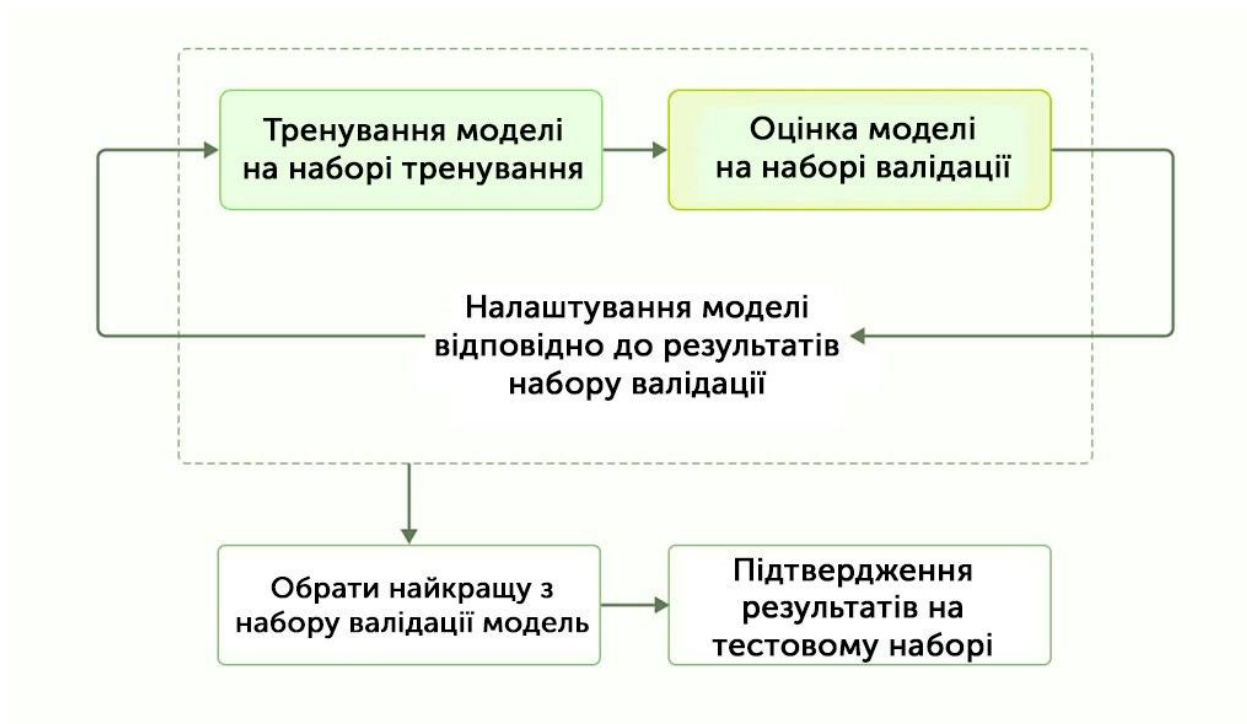 Тренування моделі
на наборі тренування
Оцінка моделі
на наборі валідації
Налаштування моделі
відповідно до результатів
набору валідації
Обрати найкращу з
набору валідації модель
Підтвердження
результатів на
тестовому наборі